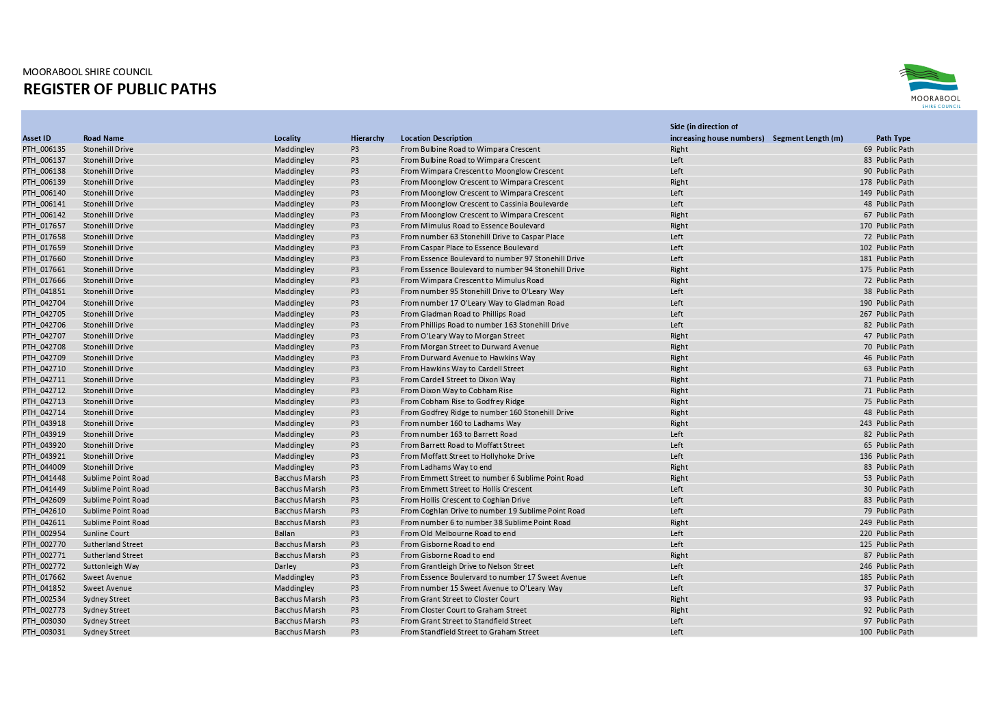 MOORABOOL SHIRE COUNCIL
REGISTER OF PUBLIC PATHS
MOORABOOL
SHIRE COUNCIL
Side (in direction of
Asset ID Road Name Locality Hierarchy Location Description increasing house numbers) Segment Length (m) Path Type
PTH_006135 Stonehill Drive Maddingley P3 From Bulbine Road to Wimpara Crescent Right 69 Public Path
PTH_006137 Stonehill Drive Maddingley P3 From Bulbine Road to Wimpara Crescent Left 83 Public Path
PTH_006138 Stonehill Drive Maddingley P3 From Wimpara Crescent to Moonglow Crescent Left 90 Public Path
PTH_006139 Stonehill Drive Maddingley P3 From Moonglow Crescent to Wimpara Crescent Right 178 Public Path
PTH_006140 Stonehill Drive Maddingley P3 From Moonglow Crescent to Wimpara Crescent Left 149 Public Path
PTH_006141 Stonehill Drive Maddingley P3 From Moonglow Crescent to Cassinia Boulevarde Left 48 Public Path
PTH_006142 Stonehill Drive Maddingley P3 From Moonglow Crescent to Wimpara Crescent Right 67 Public Path
PTH_017657 Stonehill Drive Maddingley P3 From Mimulus Road to Essence Boulevard Right 170 Public Path
PTH_017658 Stonehill Drive Maddingley P3 From number 63 Stonehill Drive to Caspar Place Left 72 Public Path
PTH_017659 Stonehill Drive Maddingley P3 From Caspar Place to Essence Boulevard Left 102 Public Path
PTH_017660 Stonehill Drive Maddingley P3 From Essence Boulevard to number 97 Stonehill Drive Left 181 Public Path
PTH_017661 Stonehill Drive Maddingley P3 From Essence Boulevard to number 94 Stonehill Drive Right 175 Public Path
PTH_017666 Stonehill Drive Maddingley P3 From Wimpara Crescent to Mimulus Road Right 72 Public Path
PTH_041851 Stonehill Drive Maddingley P3 From number 95 Stonehill Drive to O'Leary Way Left 38 Public Path
PTH_042704 Stonehill Drive Maddingley P3 From number 17 O'Leary Way to Gladman Road Left 190 Public Path
PTH_042705 Stonehill Drive Maddingley P3 From Gladman Road to Phillips Road Left 267 Public Path
PTH_042706 Stonehill Drive Maddingley P3 From Phillips Road to number 163 Stonehill Drive Left 82 Public Path
PTH_042707 Stonehill Drive Maddingley P3 From O'Leary Way to Morgan Street Right 47 Public Path
PTH_042708 Stonehill Drive Maddingley P3 From Morgan Street to Durward Avenue Right 70 Public Path
PTH_042709 Stonehill Drive Maddingley P3 From Durward Avenue to Hawkins Way Right 46 Public Path
PTH_042710 Stonehill Drive Maddingley P3 From Hawkins Way to Cardell Street Right 63 Public Path
PTH_042711 Stonehill Drive Maddingley P3 From Cardell Street to Dixon Way Right 71 Public Path
PTH_042712 Stonehill Drive Maddingley P3 From Dixon Way to Cobham Rise Right 71 Public Path
PTH_042713 Stonehill Drive Maddingley P3 From Cobham Rise to Godfrey Ridge Right 75 Public Path
PTH_042714 Stonehill Drive Maddingley P3 From Godfrey Ridge to number 160 Stonehill Drive Right 48 Public Path
PTH_043918 Stonehill Drive Maddingley P3 From number 160 to Ladhams Way Right 243 Public Path
PTH_043919 Stonehill Drive Maddingley P3 From number 163 to Barrett Road Left 82 Public Path
PTH_043920 Stonehill Drive Maddingley P3 From Barrett Road to Moffatt Street Left 65 Public Path
PTH_043921 Stonehill Drive Maddingley P3 From Moffatt Street to Hollyhoke Drive Left 136 Public Path
PTH_044009 Stonehill Drive Maddingley P3 From Ladhams Way to end Right 83 Public Path
PTH_041448 Sublime Point Road Bacchus Marsh P3 From Emmett Street to number 6 Sublime Point Road Right 53 Public Path
PTH_041449 Sublime Point Road Bacchus Marsh P3 From Emmett Street to Hollis Crescent Left 30 Public Path
PTH_042609 Sublime Point Road Bacchus Marsh P3 From Hollis Crescent to Coghlan Drive Left 83 Public Path
PTH_042610 Sublime Point Road Bacchus Marsh P3 From Coghlan Drive to number 19 Sublime Point Road Left 79 Public Path
PTH_042611 Sublime Point Road Bacchus Marsh P3 From number 6 to number 38 Sublime Point Road Right 249 Public Path
PTH_002954 Sunline Court Ballan P3 From Old Melbourne Road to end Left 220 Public Path
PTH_002770 Sutherland Street Bacchus Marsh P3 From Gisborne Road to end Left 125 Public Path
PTH_002771 Sutherland Street Bacchus Marsh P3 From Gisborne Road to end Right 87 Public Path
PTH_002772 Suttonleigh Way Darley P3 From Grantleigh Drive to Nelson Street Left 246 Public Path
PTH_017662 Sweet Avenue Maddingley P3 From Essence Boulervard to number 17 Sweet Avenue Left 185 Public Path
PTH_041852 Sweet Avenue Maddingley P3 From number 15 Sweet Avenue to O'Leary Way Left 37 Public Path
PTH_002534 Sydney Street Bacchus Marsh P3 From Grant Street to Closter Court Right 93 Public Path
PTH_002773 Sydney Street Bacchus Marsh P3 From Closter Court to Graham Street Right 92 Public Path
PTH_003030 Sydney Street Bacchus Marsh P3 From Grant Street to Standfield Street Left 97 Public Path
PTH_003031 Sydney Street Bacchus Marsh P3 From Standfield Street to Graham Street Left 100 Public Path